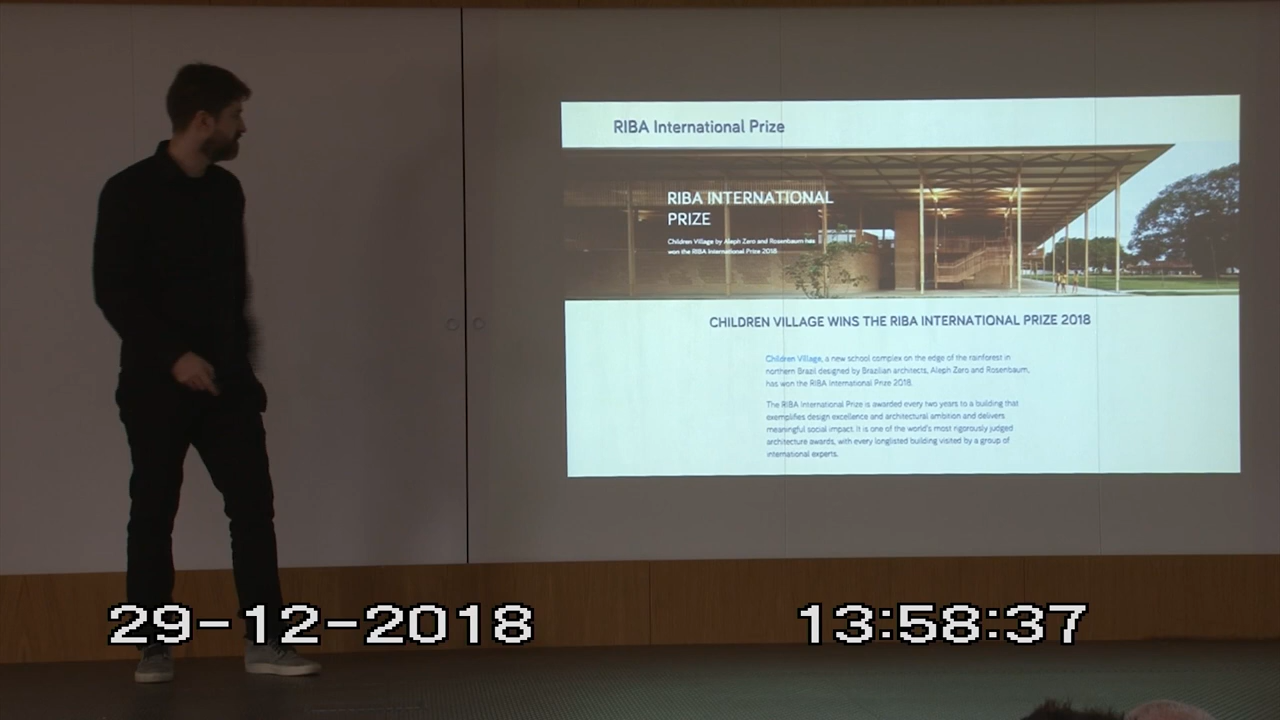 RIBA International Prize
RIBA INTERNATIONAL
PRIZE
Children Village by Aleph Zero and Rosenbaum has
won the RIBA International Prize 2018
CHILDREN VILLAGE WINS THE RIBA INTERNATIONAL PRIZE 2018
Children Village, a new school complex on the edge of the rainforest in
northern Brazil designed by Brazilian architects, Aleph Zero and Rosenbaum,
has won the RIBA International Prize 2018.
The RIBA International Prize is awarded every two years to a building that
exemplifies design excellence and architectural ambition and delivers
meaningful social impact. It is one of the world's most rigorously judged
architecture awards, with every longlisted building visited by a group of
international experts.
29-12-2018
13:58:37